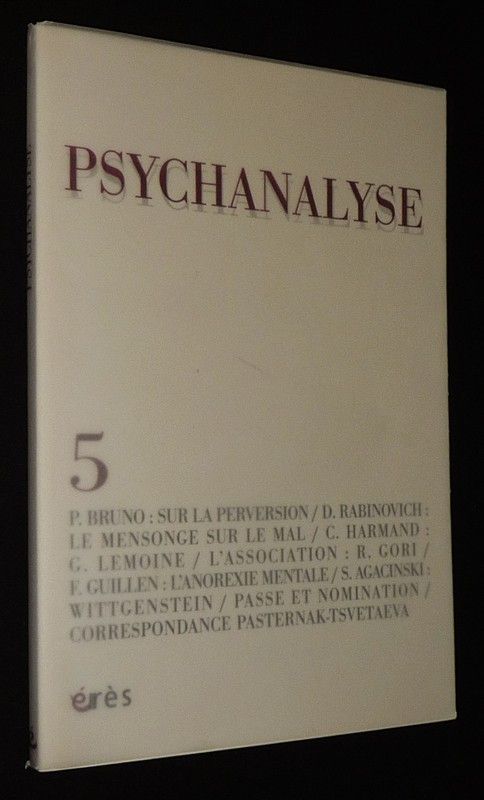 PSYCHANALYSE
PSYCHANALYSE
5
P. BRUNO : SUR LA PERVERSION / D. RABINOVICH :
LE MENSONGE SUR LE MAL / C. HARMAND :
G. LEMOINE / L'ASSOCIATION : R. GORI /
F. GUILLEN : L'ANOREXIE MENTALE / S. AGACINSKI :
WITTGENSTEIN / PASSE ET NOMINATION /
CORRESPONDANCE PASTERNAK-TSVETAEVA
érès